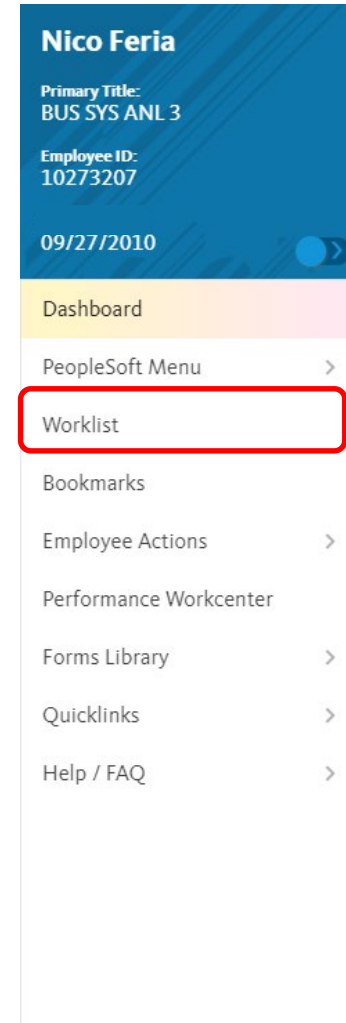 Nico Feria
Primary Title:
BUS SYS ANL 3
Employee ID:
10273207
09/27/2010
Dashboard
PeopleSoft Menu
Worklist
Bookmarks
Employee Actions
Performance Workcenter
Forms Library
Quicklinks
Help / FAQ